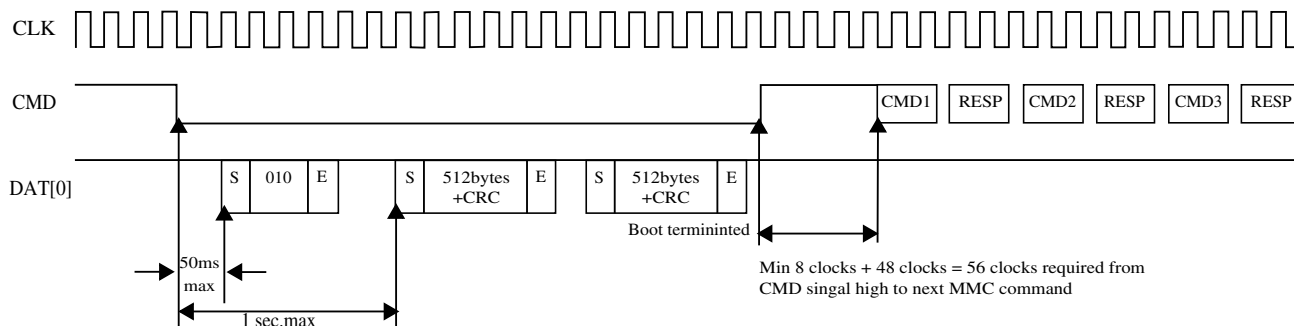 CLK
CMD
CMD1 RESP CMD2 RESP CMD3 RESP
DAT[0]
S 010 E S 512bytes +CRC E S 512bytes +CRC E
Boot termininted
50ms
max
1 sec.max
Min 8 clocks + 48 clocks = 56 clocks required from
CMD singal high to next MMC command